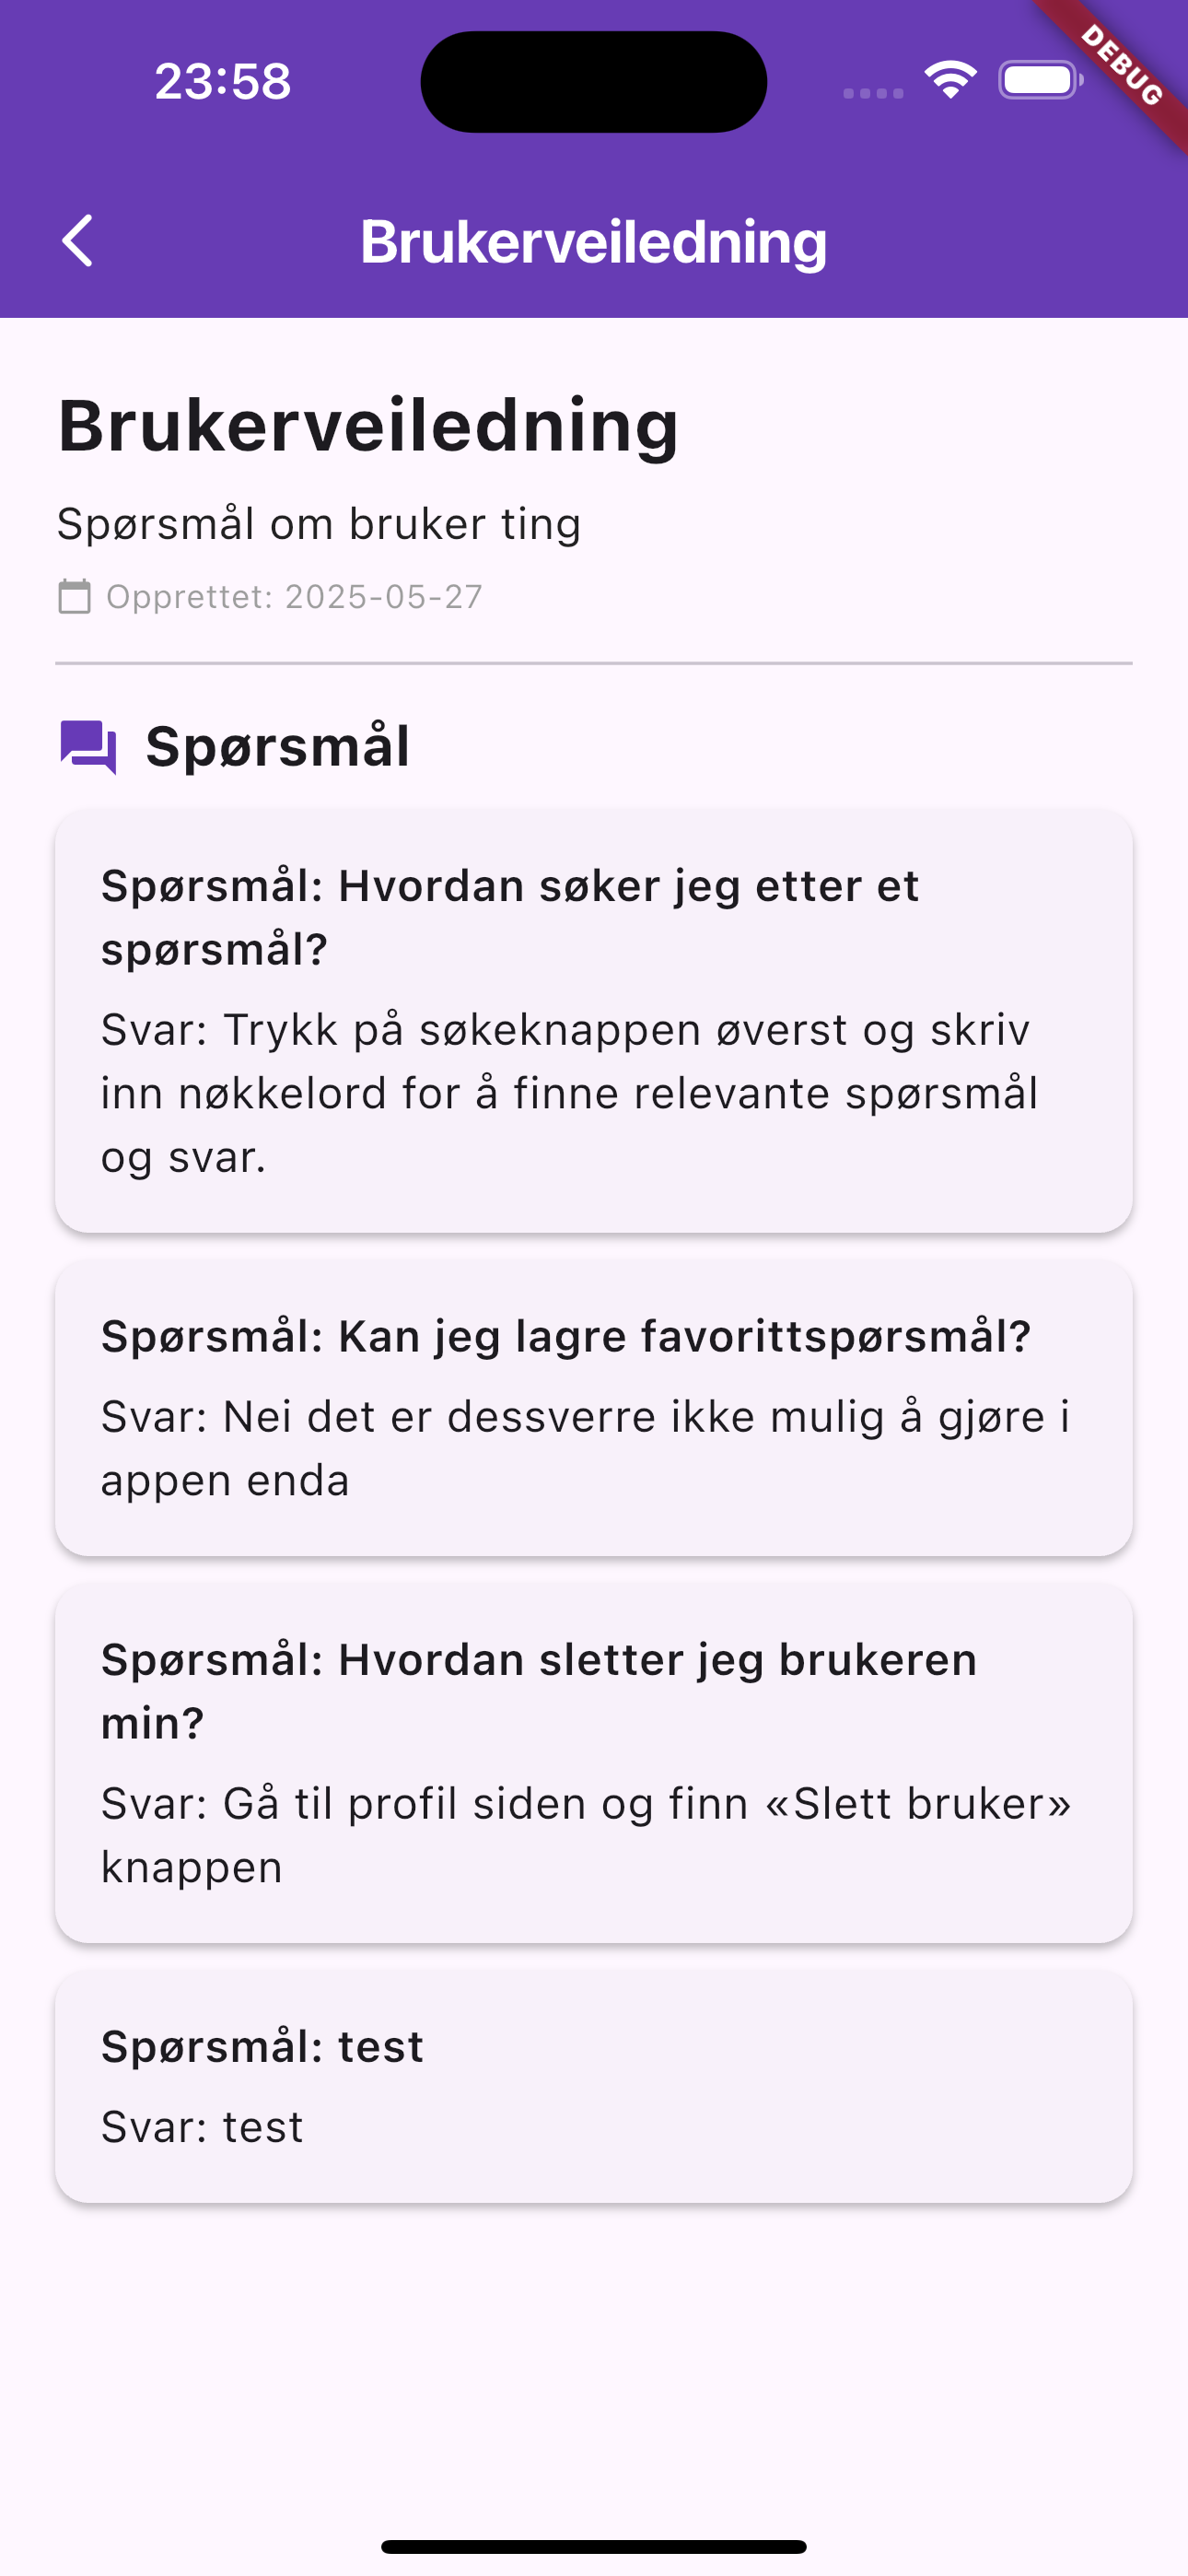 23:58
DEBUG
Brukerveiledning
Brukerveiledning
Spørsmål om bruker ting
Opprettet: 2025-05-27
Spørsmål
Spørsmål: Hvordan søker jeg etter et
spørsmål?
Svar: Trykk på søkeknappen øverst og skriv
inn nøkkelord for å finne relevante spørsmål
og svar.
Spørsmål: Kan jeg lagre favorittspørsmål?
Svar: Nei det er dessverre ikke mulig å gjøre i
appen enda
Spørsmål: Hvordan sletter jeg brukeren
min?
Svar: Gå til profil siden og finn «Slett bruker»
knappen
Spørsmål: test
Svar: test